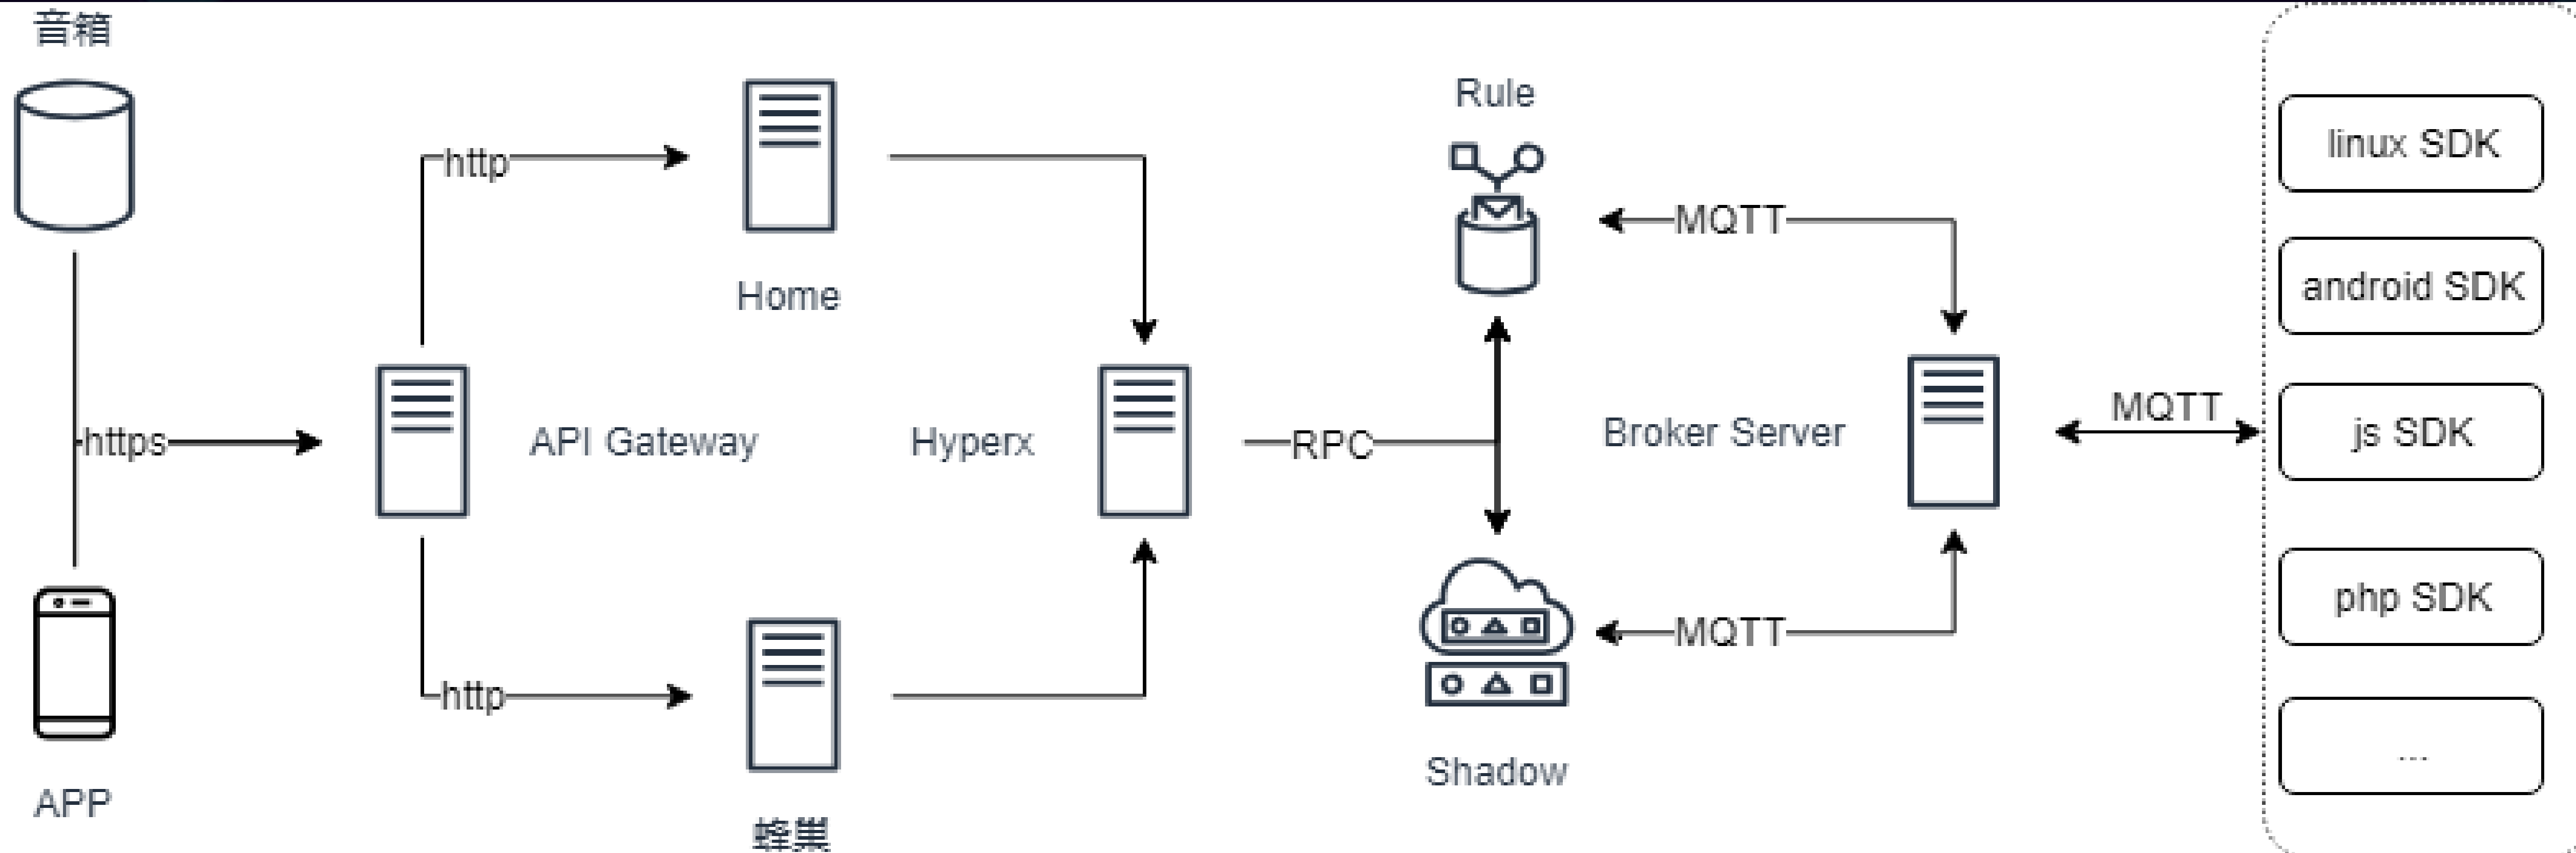 音箱
https
APP
http
API Gateway
http
Home
蜂巢
Hyperx
RPC
Rule
Shadow
MQTT
MQTT
Broker Server
MQTT
linux SDK
android SDK
js SDK
php SDK
...